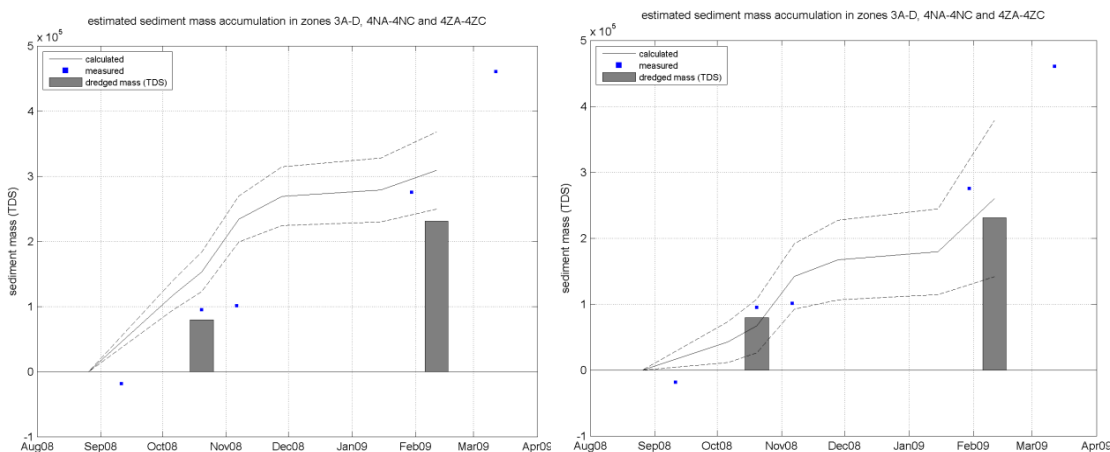 estimated sediment mass accumulation in zones 3A-D, 4NA-4NC and 4ZA-4ZC
x 10^5
calculated
measured
dredged mass (TDS)
sediment mass (TDS)
5
4
3
2
1
0
-1
Aug08 Sep08 Oct08 Nov08 Dec08 Jan09 Feb09 Mar09 Apr09
estimated sediment mass accumulation in zones 3A-D, 4NA-4NC and 4ZA-4ZC
x 10^5
calculated
measured
dredged mass (TDS)
sediment mass (TDS)
5
4
3
2
1
0
-1
Aug08 Sep08 Oct08 Nov08 Dec08 Jan09 Feb09 Mar09 Apr09